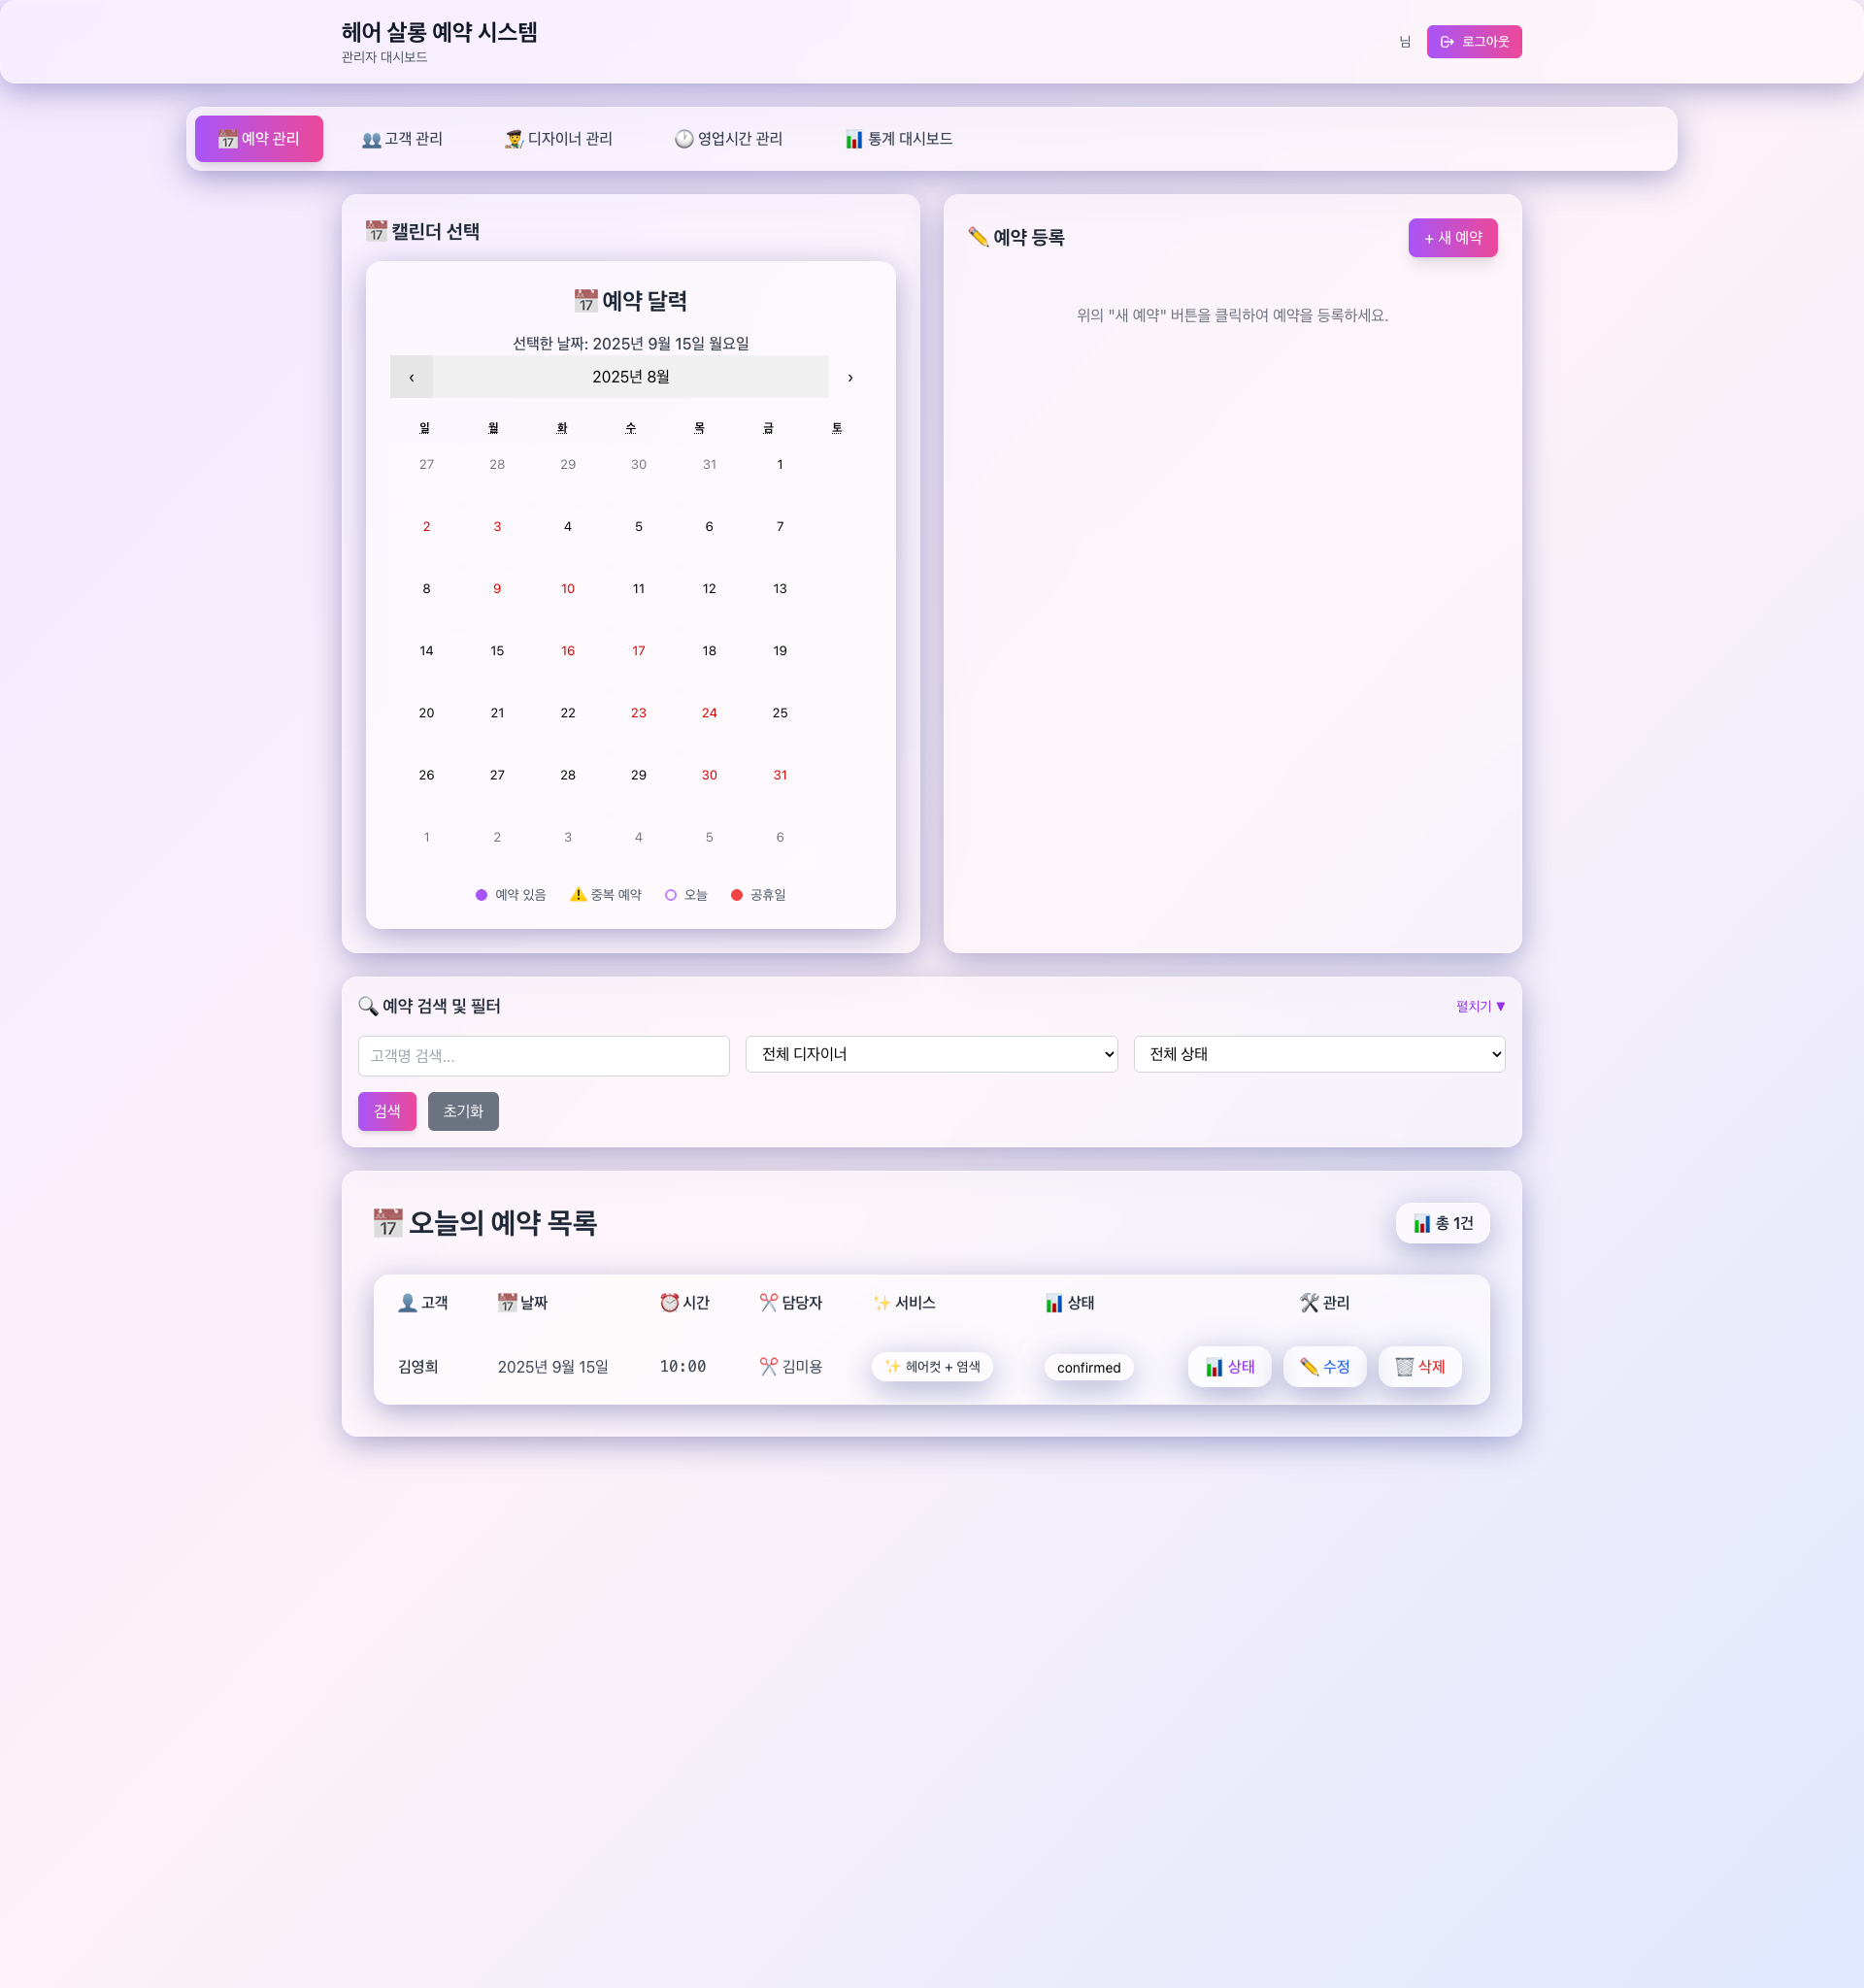 헤어 살롱 예약 시스템
관리자 대시보드
님 로그아웃
📅 예약 관리 👥 고객 관리 👨‍🎨 디자이너 관리 🕐 영업시간 관리 📊 통계 대시보드
📅 캘린더 선택
📅 예약 달력
선택한 날짜: 2025년 9월 15일 월요일
‹ 2025년 8월 ›
일 월 화 수 목 금 토
27 28 29 30 31 1
2 3 4 5 6 7
8 9 10 11 12 13
14 15 16 17 18 19
20 21 22 23 24 25
26 27 28 29 30 31
1 2 3 4 5 6
예약 있음 ⚠️ 중복 예약 오늘 공휴일
✏️ 예약 등록 + 새 예약
위의 "새 예약" 버튼을 클릭하여 예약을 등록하세요.
🔍 예약 검색 및 필터 펼치기 ▼
고객명 검색... 전체 디자이너 전체 상태
검색 초기화
📅 오늘의 예약 목록 📊 총 1건
👤 고객 📅 날짜 ⏰ 시간 ✂️ 담당자 ✨ 서비스 📊 상태 🛠️ 관리
김영희 2025년 9월 15일 10:00 ✂️ 김미용 ✨ 헤어컷 + 염색 confirmed 📊 상태 ✏️ 수정 🗑️ 삭제